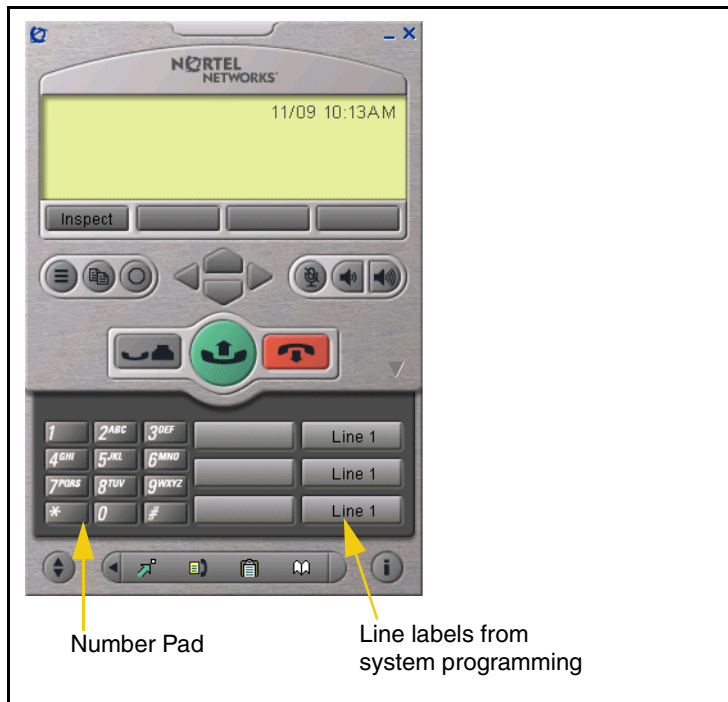 NORTEL
NETWORKS
11/09 10:13AM
Inspect
1 2ABC 3DEF Line 1
4GHI 5JKL 6MNO Line 1
7PQRS 8TUV 9WXYZ Line 1
* 0 #
i
Number Pad
Line labels from
system programming